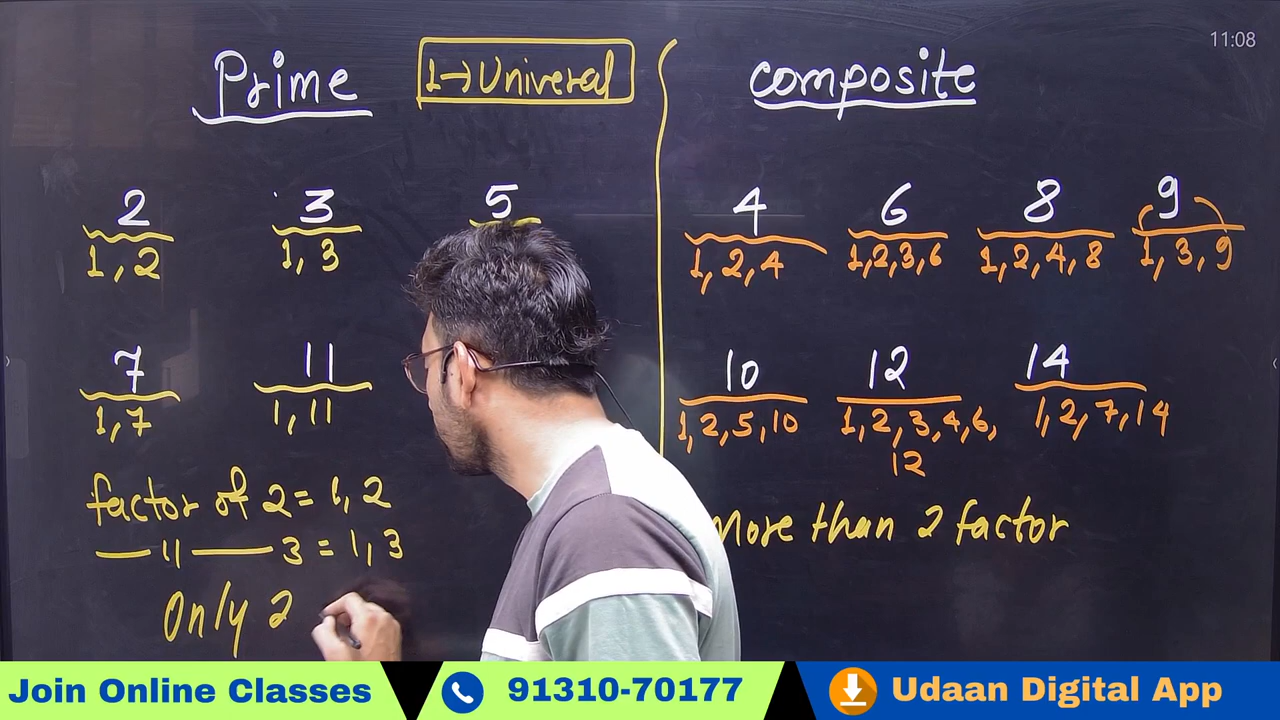 11:08
Prime
1→Univeral
composite
2
1, 2
3
1, 3
5
7
1, 7
11
1, 11
factor of 2 = 1, 2
—— 11 —— 3 = 1, 3
Only 2
4
1, 2, 4
6
1, 2, 3, 6
8
1, 2, 4, 8
9
1, 3, 9
10
1, 2, 5, 10
12
1, 2, 3, 4, 6,
12
14
1, 2, 7, 14
More than 2 factor
Join Online Classes
91310-70177
Udaan Digital App